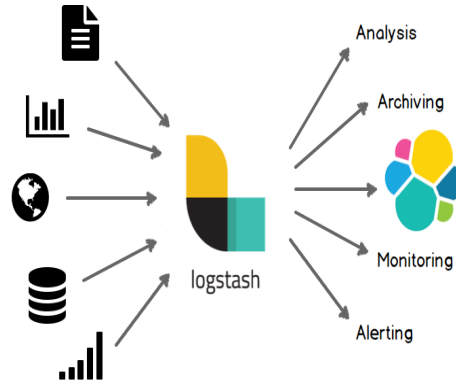 Analysis
Archiving
logstash
Monitoring
Alerting